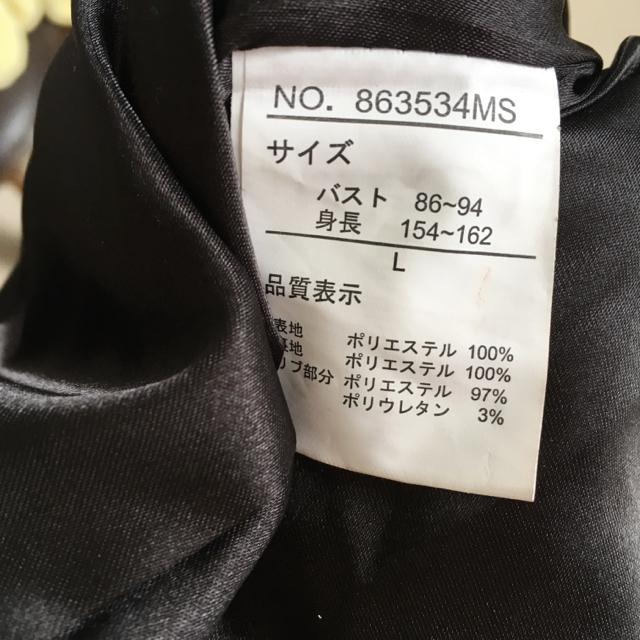 NO. 863534MS
サイズ
バスト 86~94
身長 154~162
L
品質表示
表地 ポリエステル 100%
裏地 ポリエステル 100%
リブ部分 ポリエステル 97%
ポリウレタン 3%